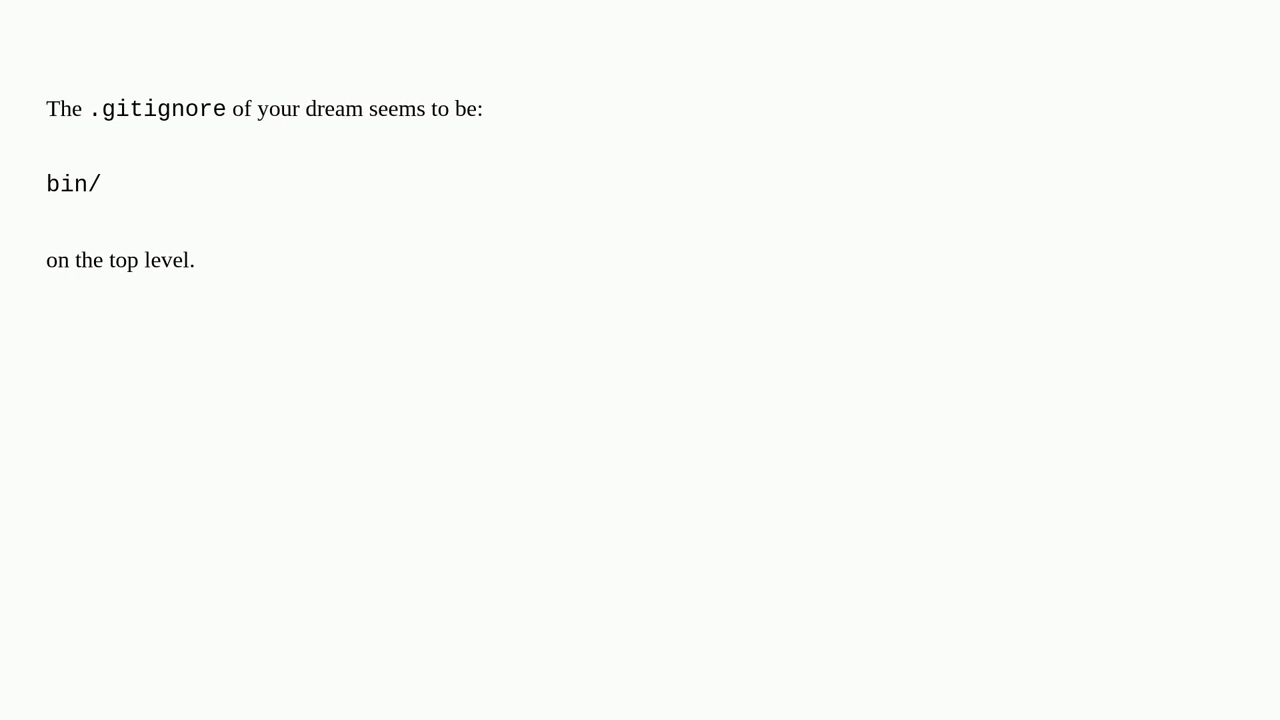 The .gitignore of your dream seems to be:
bin/
on the top level.